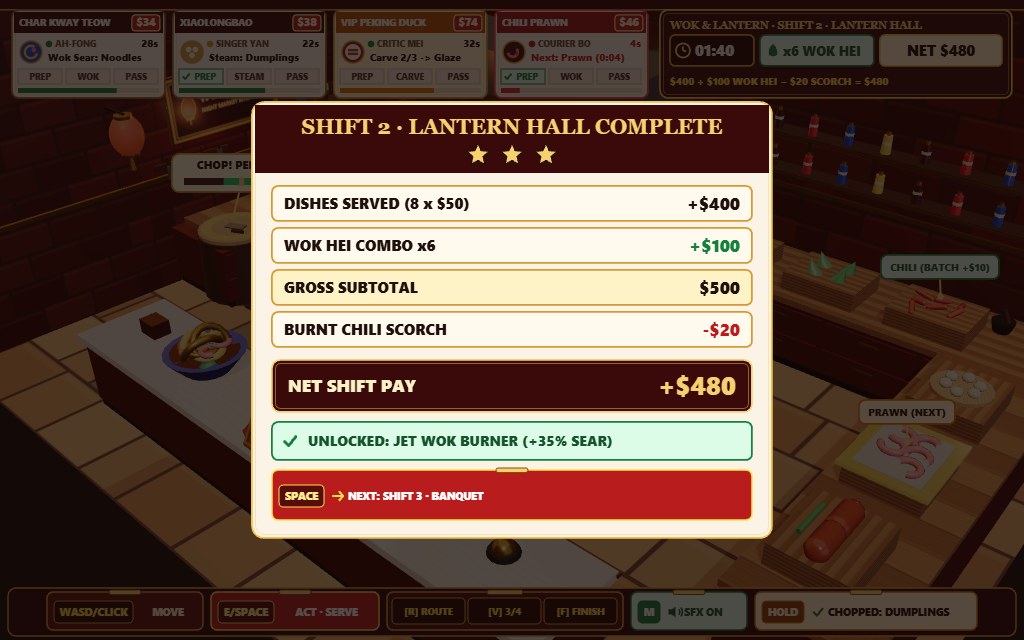 CHAR KWAY TEOW $34
AH-FONG 28s
Wok Sear: Noodles
PREP WOK PASS
XIAOLONGBAO $38
SINGER YAN 22s
Steam: Dumplings
PREP STEAM PASS
VIP PEKING DUCK $74
CRITIC MEI 32s
Carve 2/3 -> Glaze
PREP CARVE PASS
CHILI PRAWN $46
COURIER BO 4s
Next: Prawn (0:04)
PREP WOK PASS
WOK & LANTERN · SHIFT 2 · LANTERN HALL
01:40 x6 WOK HEI NET $480
$400 + $100 WOK HEI − $20 SCORCH = $480
CHOP!
SHIFT 2 · LANTERN HALL COMPLETE
DISHES SERVED (8 x $50) +$400
WOK HEI COMBO x6 +$100
GROSS SUBTOTAL $500
BURNT CHILI SCORCH -$20
NET SHIFT PAY +$480
UNLOCKED: JET WOK BURNER (+35% SEAR)
SPACE → NEXT: SHIFT 3 - BANQUET
CHILI (BATCH +$10)
PRAWN (NEXT)
WASD/CLICK MOVE
E/SPACE ACT · SERVE
[R] ROUTE [V] 3/4 [F] FINISH
M SFX ON
HOLD CHOPPED: DUMPLINGS